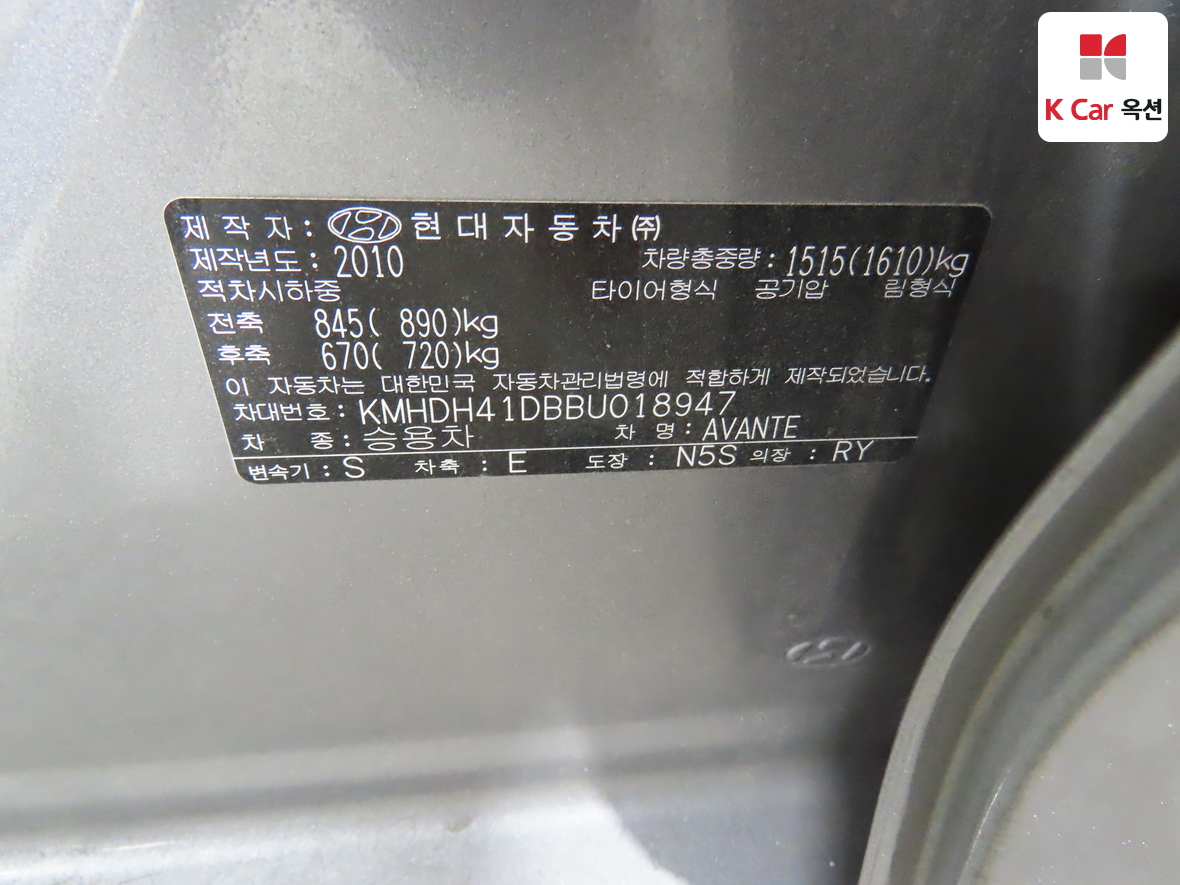 K Car 옥션
제 작 자 : 현 대 자 동 차 ㈜
제작년도 : 2010 차량총중량 : 1515(1610)kg
적차시하중 타이어형식 공기압 림형식
전축 845( 890)kg
후축 670( 720)kg
이 자동차는 대한민국 자동차관리법령에 적합하게 제작되었습니다.
차대번호 : KMHDH41DBBU018947
차 종 : 승용차 차 명 : AVANTE
변속기 : S 차축 : E 도장 : N5S 의장 : RY